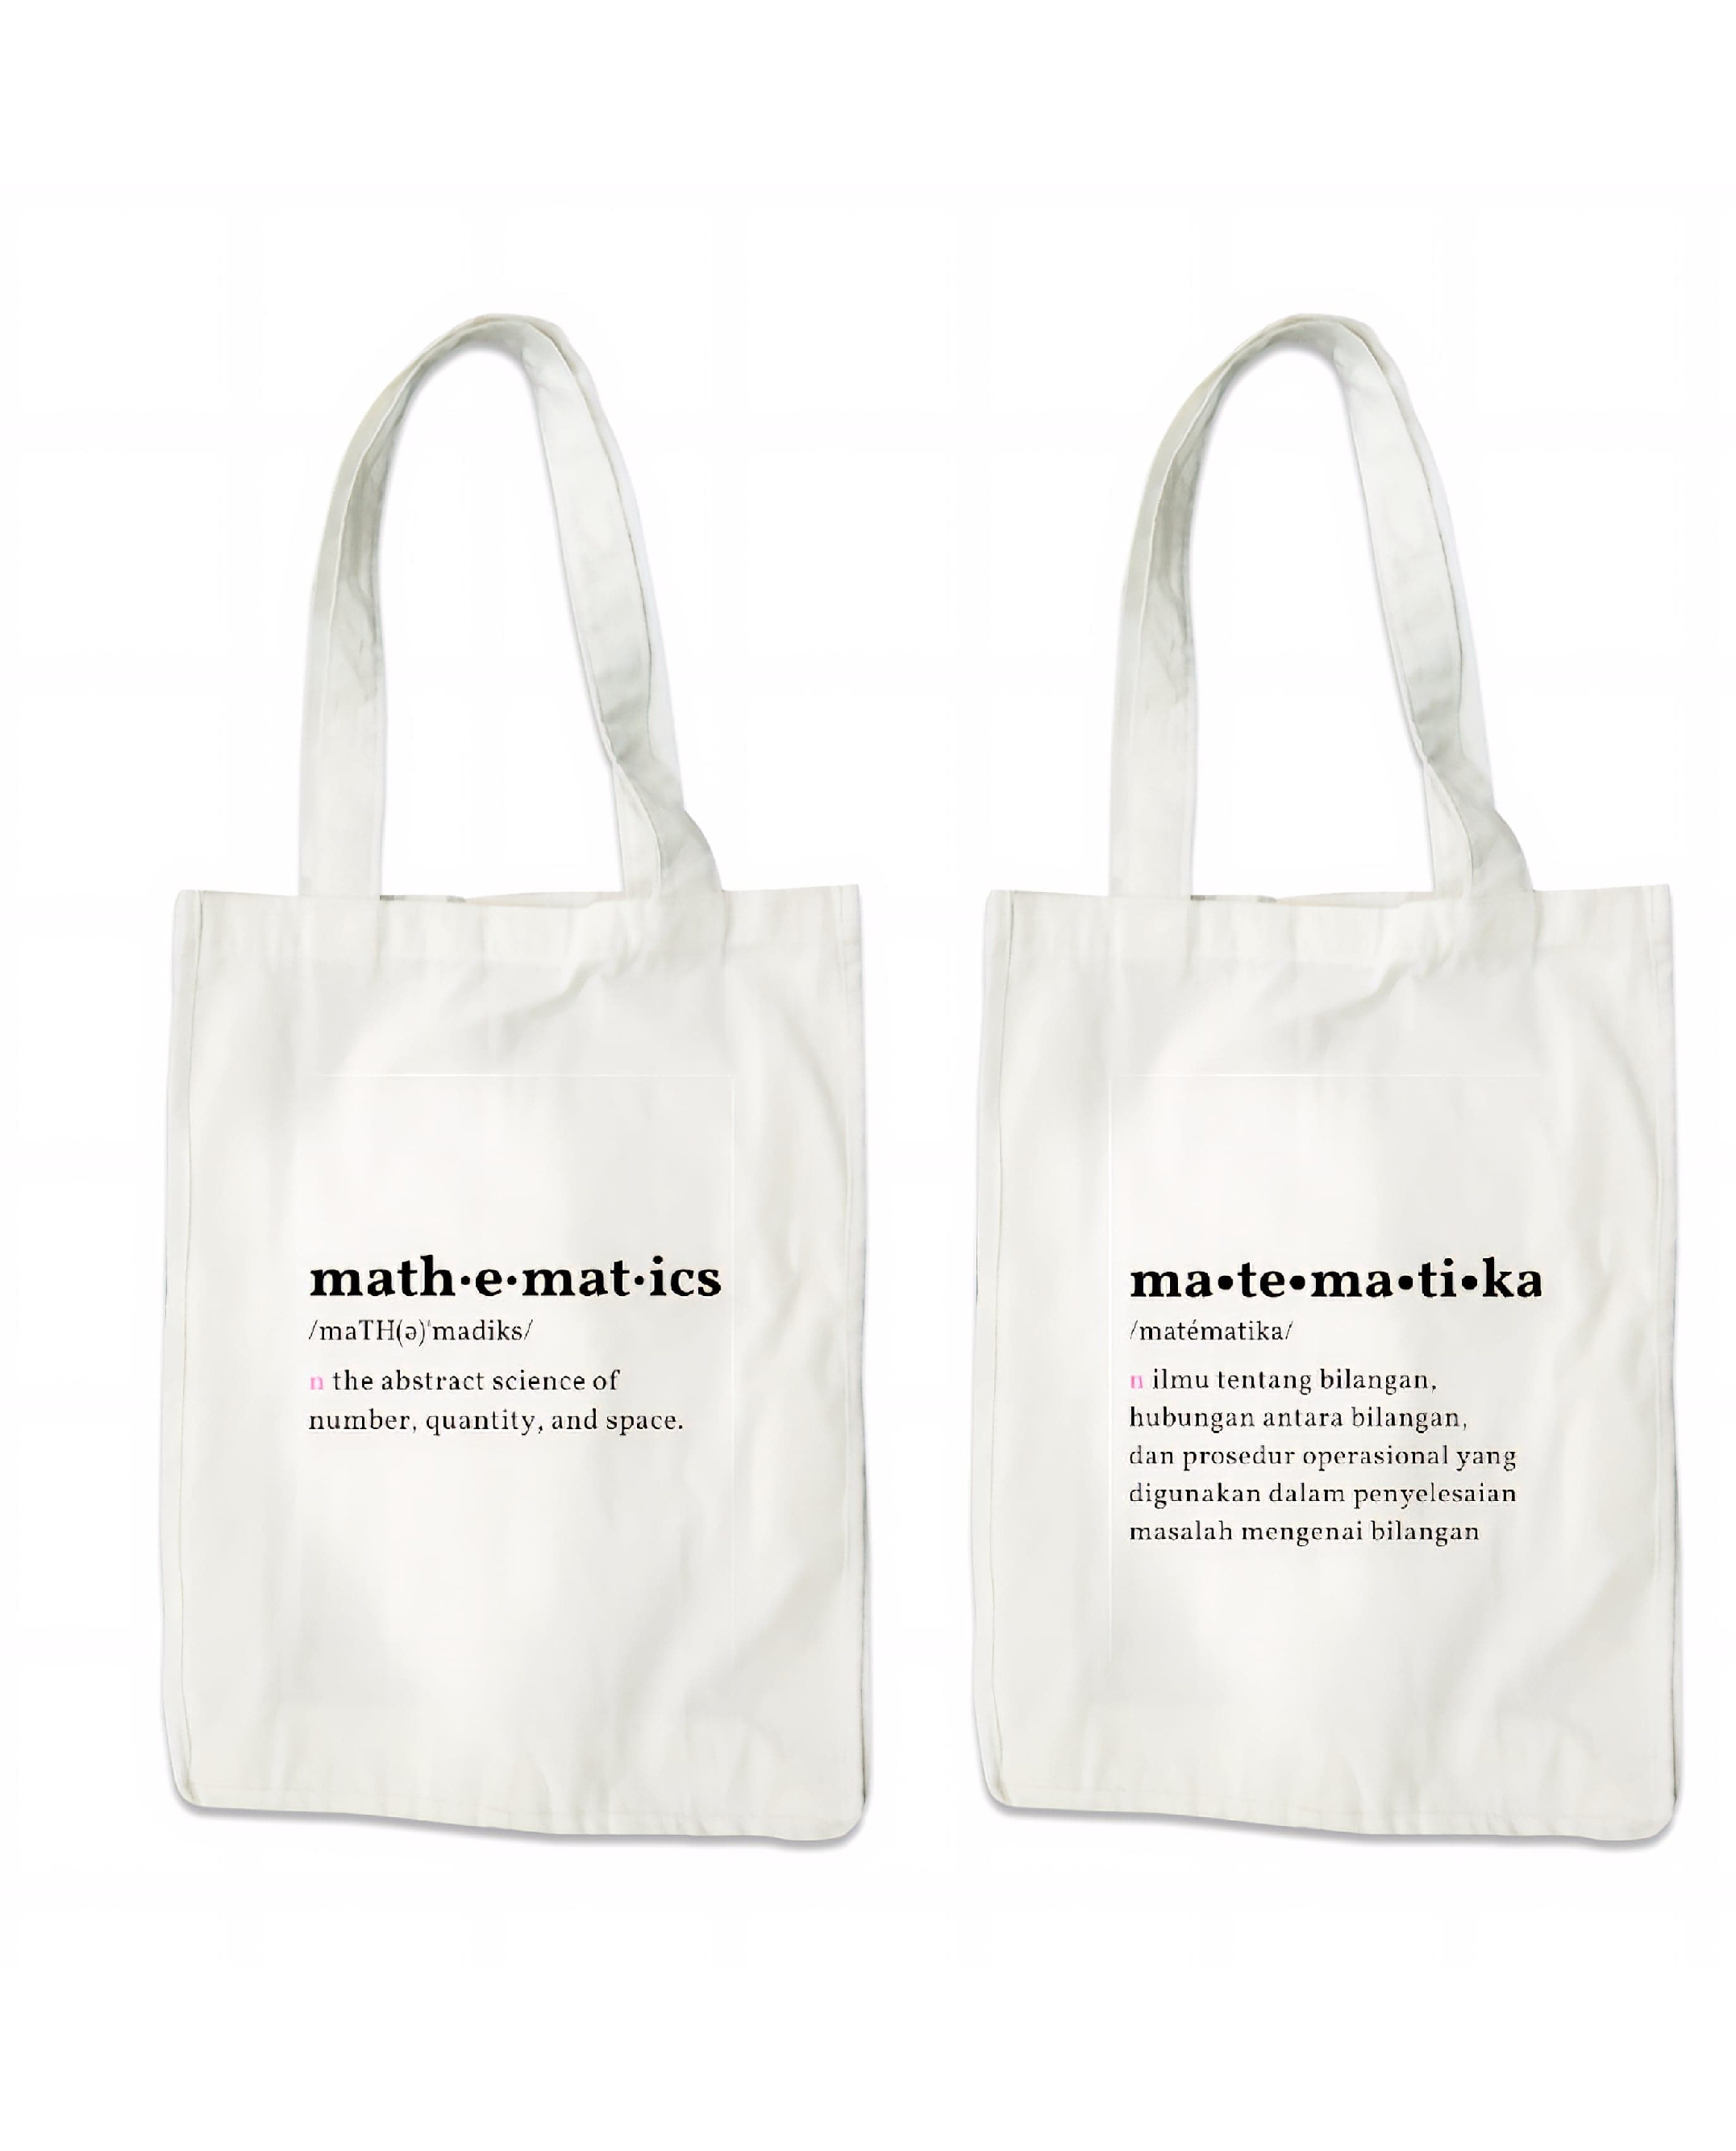 math·e·mat·ics
/maTH(ə)ˈmadiks/
n the abstract science of
number, quantity, and space.
ma•te•ma•ti•ka
/matématika/
n ilmu tentang bilangan,
hubungan antara bilangan,
dan prosedur operasional yang
digunakan dalam penyelesaian
masalah mengenai bilangan